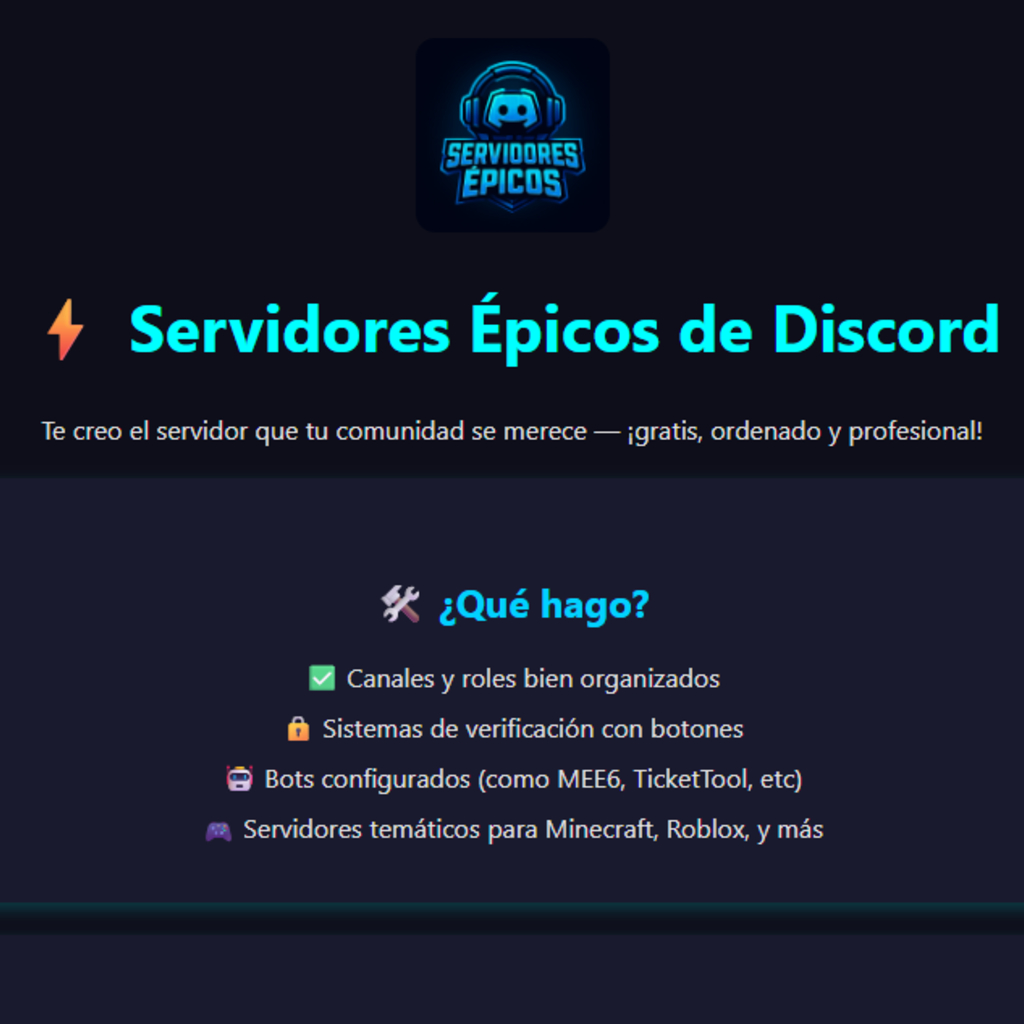 SERVIDORES
ÉPICOS
⚡ Servidores Épicos de Discord
Te creo el servidor que tu comunidad se merece — ¡gratis, ordenado y profesional!
🛠️ ¿Qué hago?
✅ Canales y roles bien organizados
🔒 Sistemas de verificación con botones
🤖 Bots configurados (como MEE6, TicketTool, etc)
🎮 Servidores temáticos para Minecraft, Roblox, y más